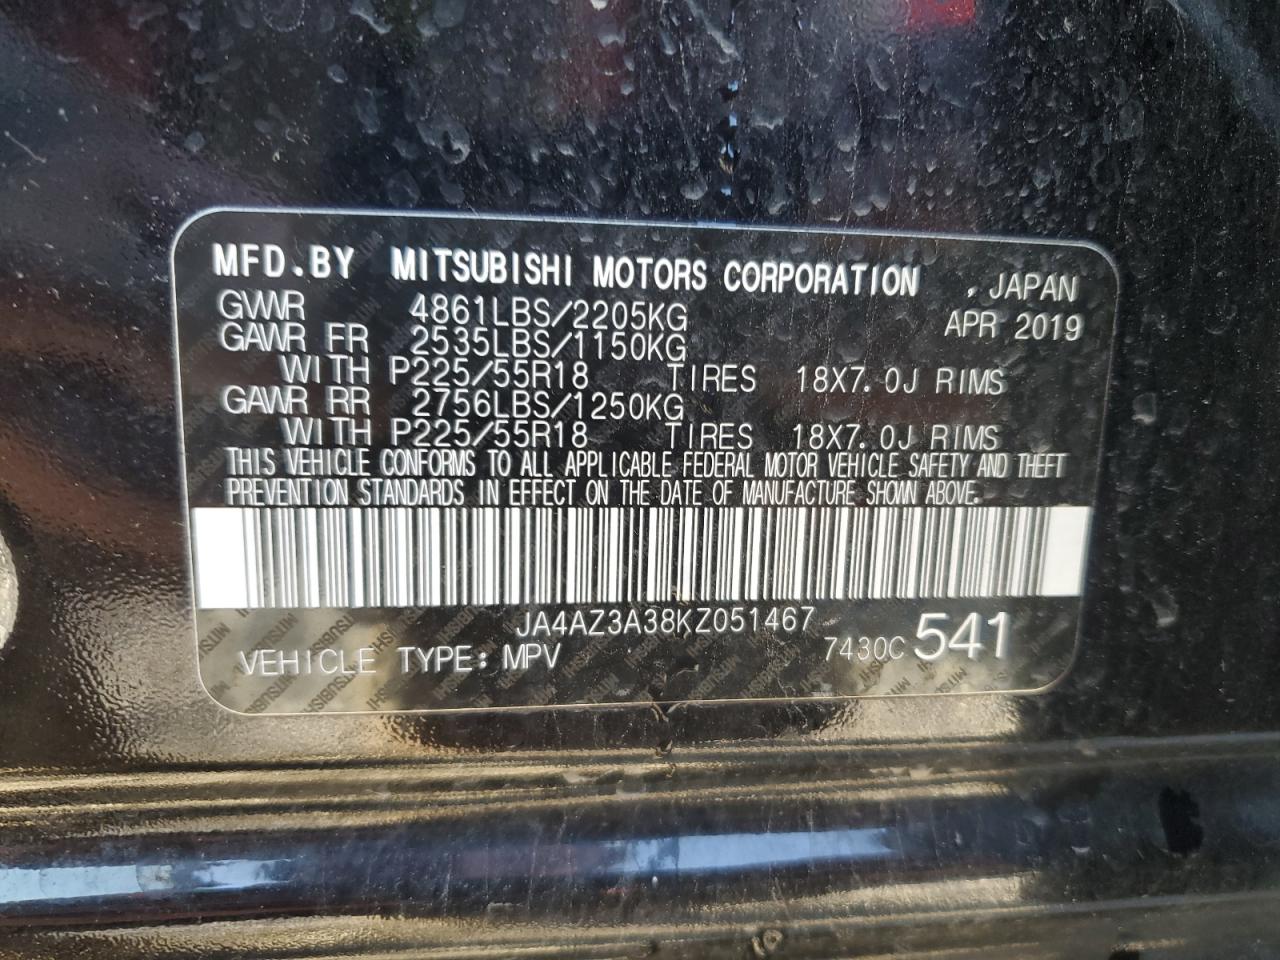 MFD.BY MITSUBISHI MOTORS CORPORATION , JAPAN
GVWR 4861LBS/2205KG APR 2019
GAWR FR 2535LBS/1150KG
WITH P225/55R18 TIRES 18X7.0J RIMS
GAWR RR 2756LBS/1250KG
WITH P225/55R18 TIRES 18X7.0J RIMS
THIS VEHICLE CONFORMS TO ALL APPLICABLE FEDERAL MOTOR VEHICLE SAFETY AND THEFT
PREVENTION STANDARDS IN EFFECT ON THE DATE OF MANUFACTURE SHOWN ABOVE.
JA4AZ3A38KZ051467
VEHICLE TYPE: MPV 7430C 541